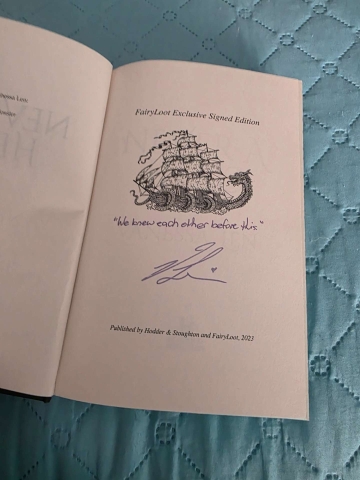 FairyLoot Exclusive Signed Edition
"We knew each other before this."
Published by Hodder & Stoughton and FairyLoot, 2023